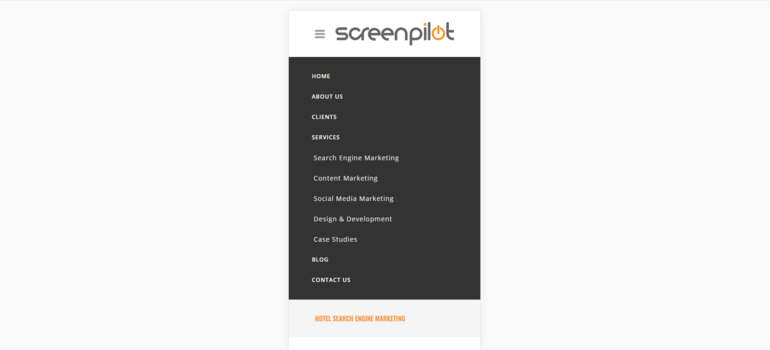 screenpilot
HOME
ABOUT US
CLIENTS
SERVICES
Search Engine Marketing
Content Marketing
Social Media Marketing
Design & Development
Case Studies
BLOG
CONTACT US
HOTEL SEARCH ENGINE MARKETING